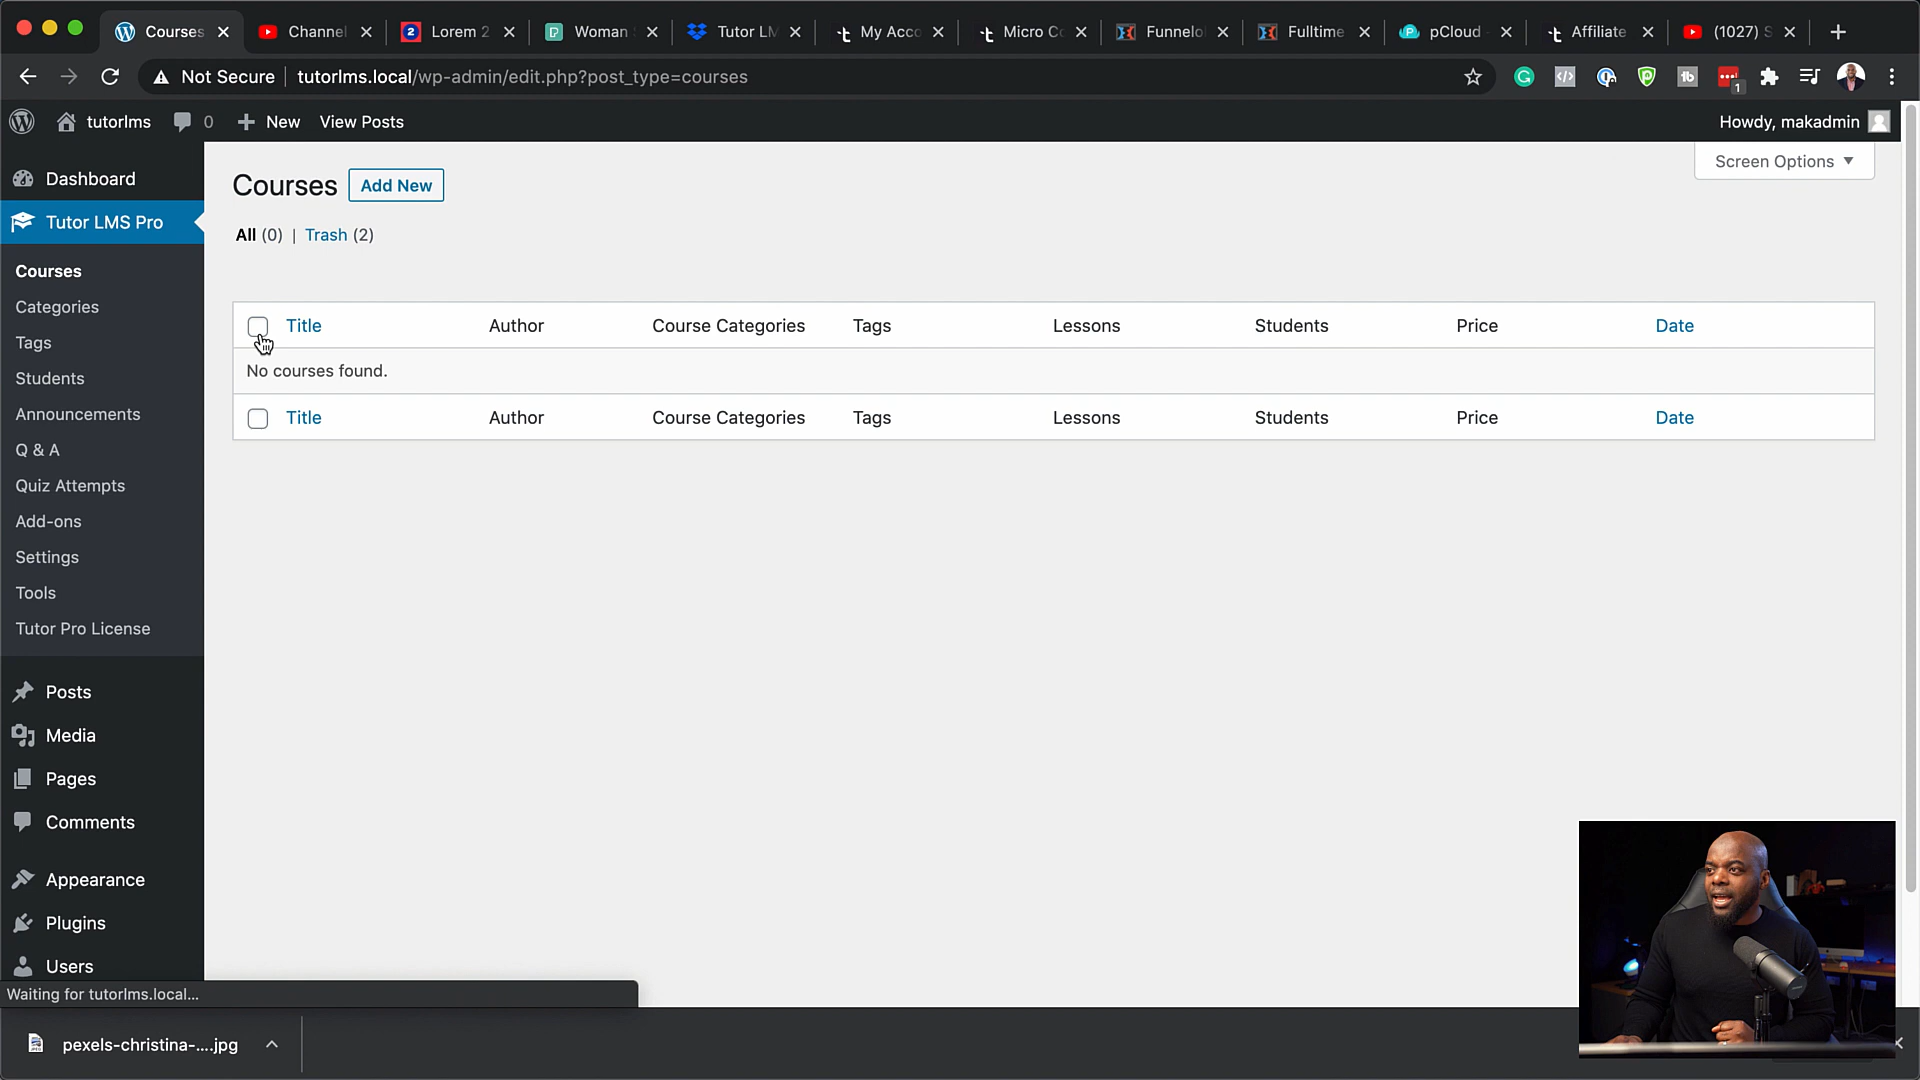 Courses
Channel
Lorem 2
Woman
Tutor LM
My Acco
Micro Co
Funnelo
Fulltime
pCloud
Affiliate
(1027) S
Not Secure
tutorlms.local/wp-admin/edit.php?post_type=courses
1
tutorlms
0
New
View Posts
Howdy, makadmin
Dashboard
Tutor LMS Pro
Courses
Categories
Tags
Students
Announcements
Q & A
Quiz Attempts
Add-ons
Settings
Tools
Tutor Pro License
Posts
Media
Pages
Comments
Appearance
Plugins
Users
Courses
Add New
Screen Options
All (0) | Trash (2)
Title Author Course Categories Tags Lessons Students Price Date
No courses found.
Title Author Course Categories Tags Lessons Students Price Date
Waiting for tutorlms.local...
pexels-christina-....jpg